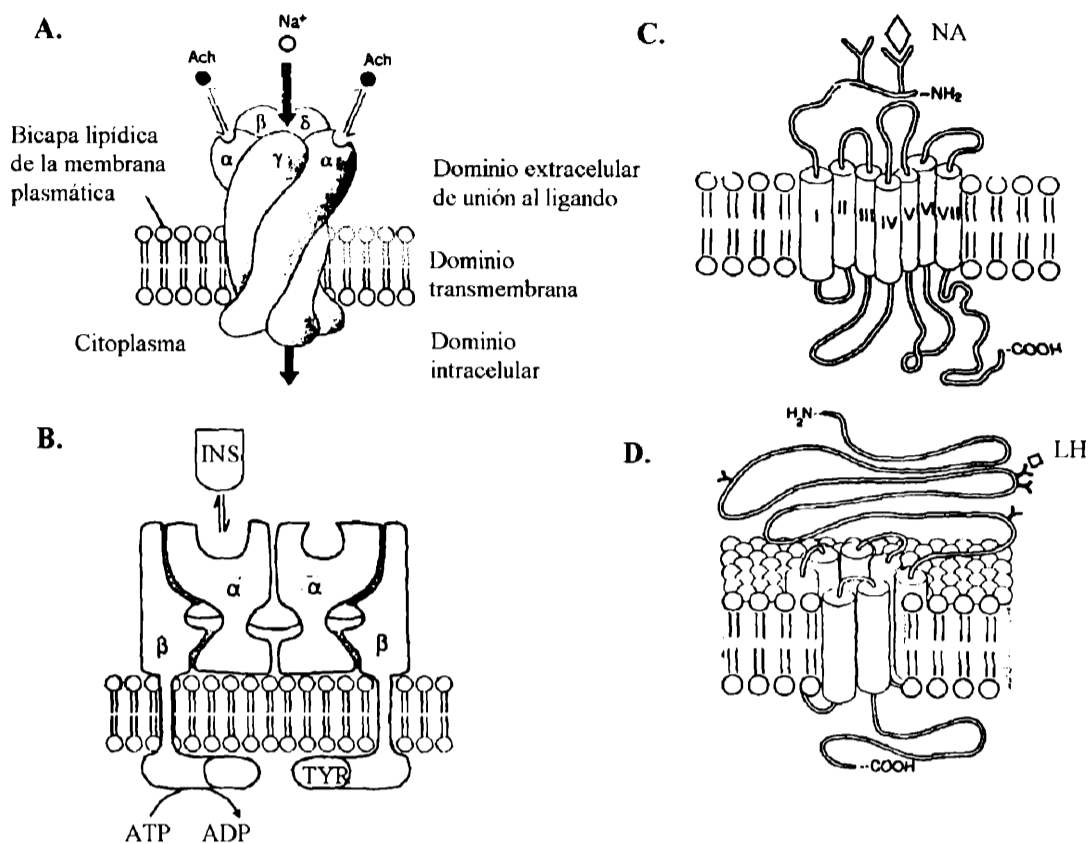 A.
Na⁺
Ach
Ach
β
δ
α
γ
α
Bicapa lipídica
de la membrana
plasmática
Dominio extracelular
de unión al ligando
Dominio
transmembrana
Citoplasma
Dominio
intracelular
B.
INS
α
α
β
β
TYR
ATP
ADP
C.
NA
-NH₂
I
II
III
IV
V
VI
VII
-COOH
D.
H₂N-
LH
--COOH